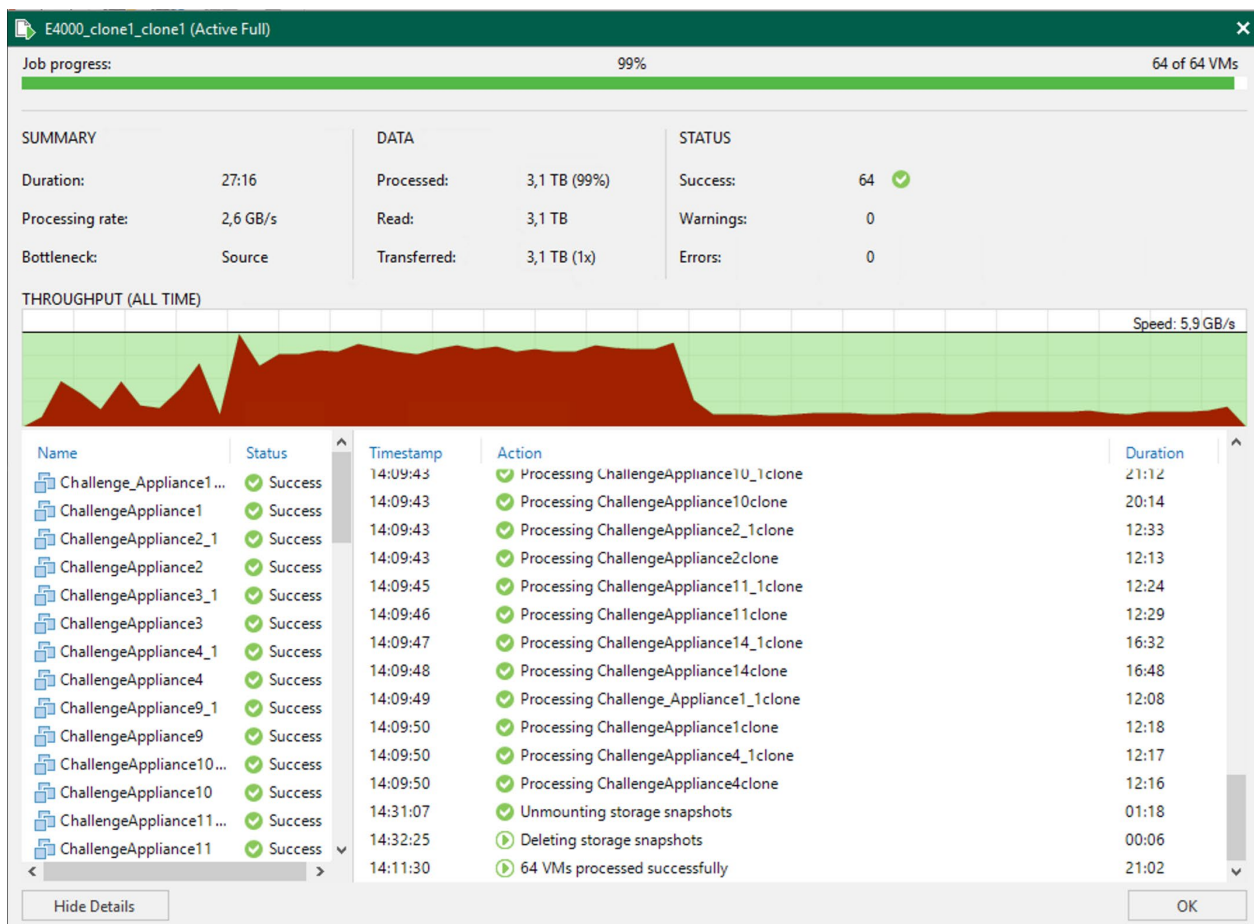 E4000_clone1_clone1 (Active Full)
Job progress: 99% 64 of 64 VMs
SUMMARY DATA STATUS
Duration: 27:16 Processed: 3,1 TB (99%) Success: 64
Processing rate: 2,6 GB/s Read: 3,1 TB Warnings: 0
Bottleneck: Source Transferred: 3,1 TB (1x) Errors: 0
THROUGHPUT (ALL TIME)
Speed: 5,9 GB/s
Name Status
Challenge_Appliance1... Success
ChallengeAppliance1 Success
ChallengeAppliance2_1 Success
ChallengeAppliance2 Success
ChallengeAppliance3_1 Success
ChallengeAppliance3 Success
ChallengeAppliance4_1 Success
ChallengeAppliance4 Success
ChallengeAppliance9_1 Success
ChallengeAppliance9 Success
ChallengeAppliance10... Success
ChallengeAppliance10 Success
ChallengeAppliance11... Success
ChallengeAppliance11 Success
Timestamp Action Duration
14:09:43 Processing ChallengeAppliance10_1clone 21:12
14:09:43 Processing ChallengeAppliance10clone 20:14
14:09:43 Processing ChallengeAppliance2_1clone 12:33
14:09:43 Processing ChallengeAppliance2clone 12:13
14:09:45 Processing ChallengeAppliance11_1clone 12:24
14:09:46 Processing ChallengeAppliance11clone 12:29
14:09:47 Processing ChallengeAppliance14_1clone 16:32
14:09:48 Processing ChallengeAppliance14clone 16:48
14:09:49 Processing Challenge_Appliance1_1clone 12:08
14:09:50 Processing ChallengeAppliance1clone 12:18
14:09:50 Processing ChallengeAppliance4_1clone 12:17
14:09:50 Processing ChallengeAppliance4clone 12:16
14:31:07 Unmounting storage snapshots 01:18
14:32:25 Deleting storage snapshots 00:06
14:11:30 64 VMs processed successfully 21:02
Hide Details OK